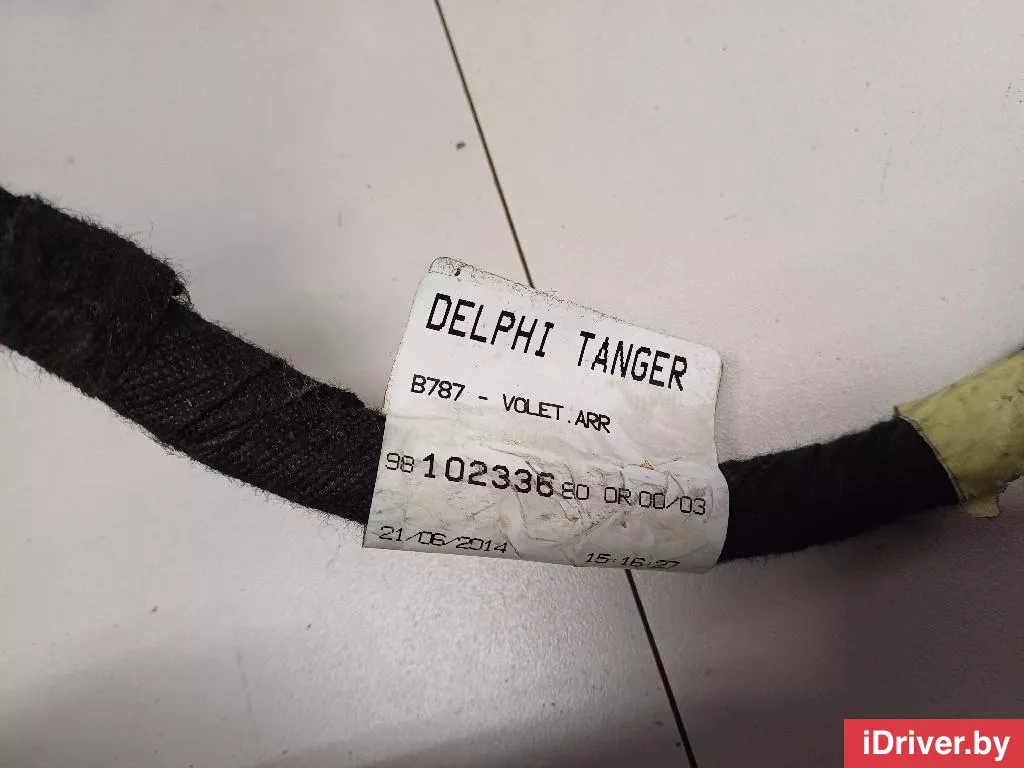 DELPHI TANGER
B787 - VOLET.ARR
98 102336 80 OR 00/03
21/06/2014 15:16:27
iDriver.by